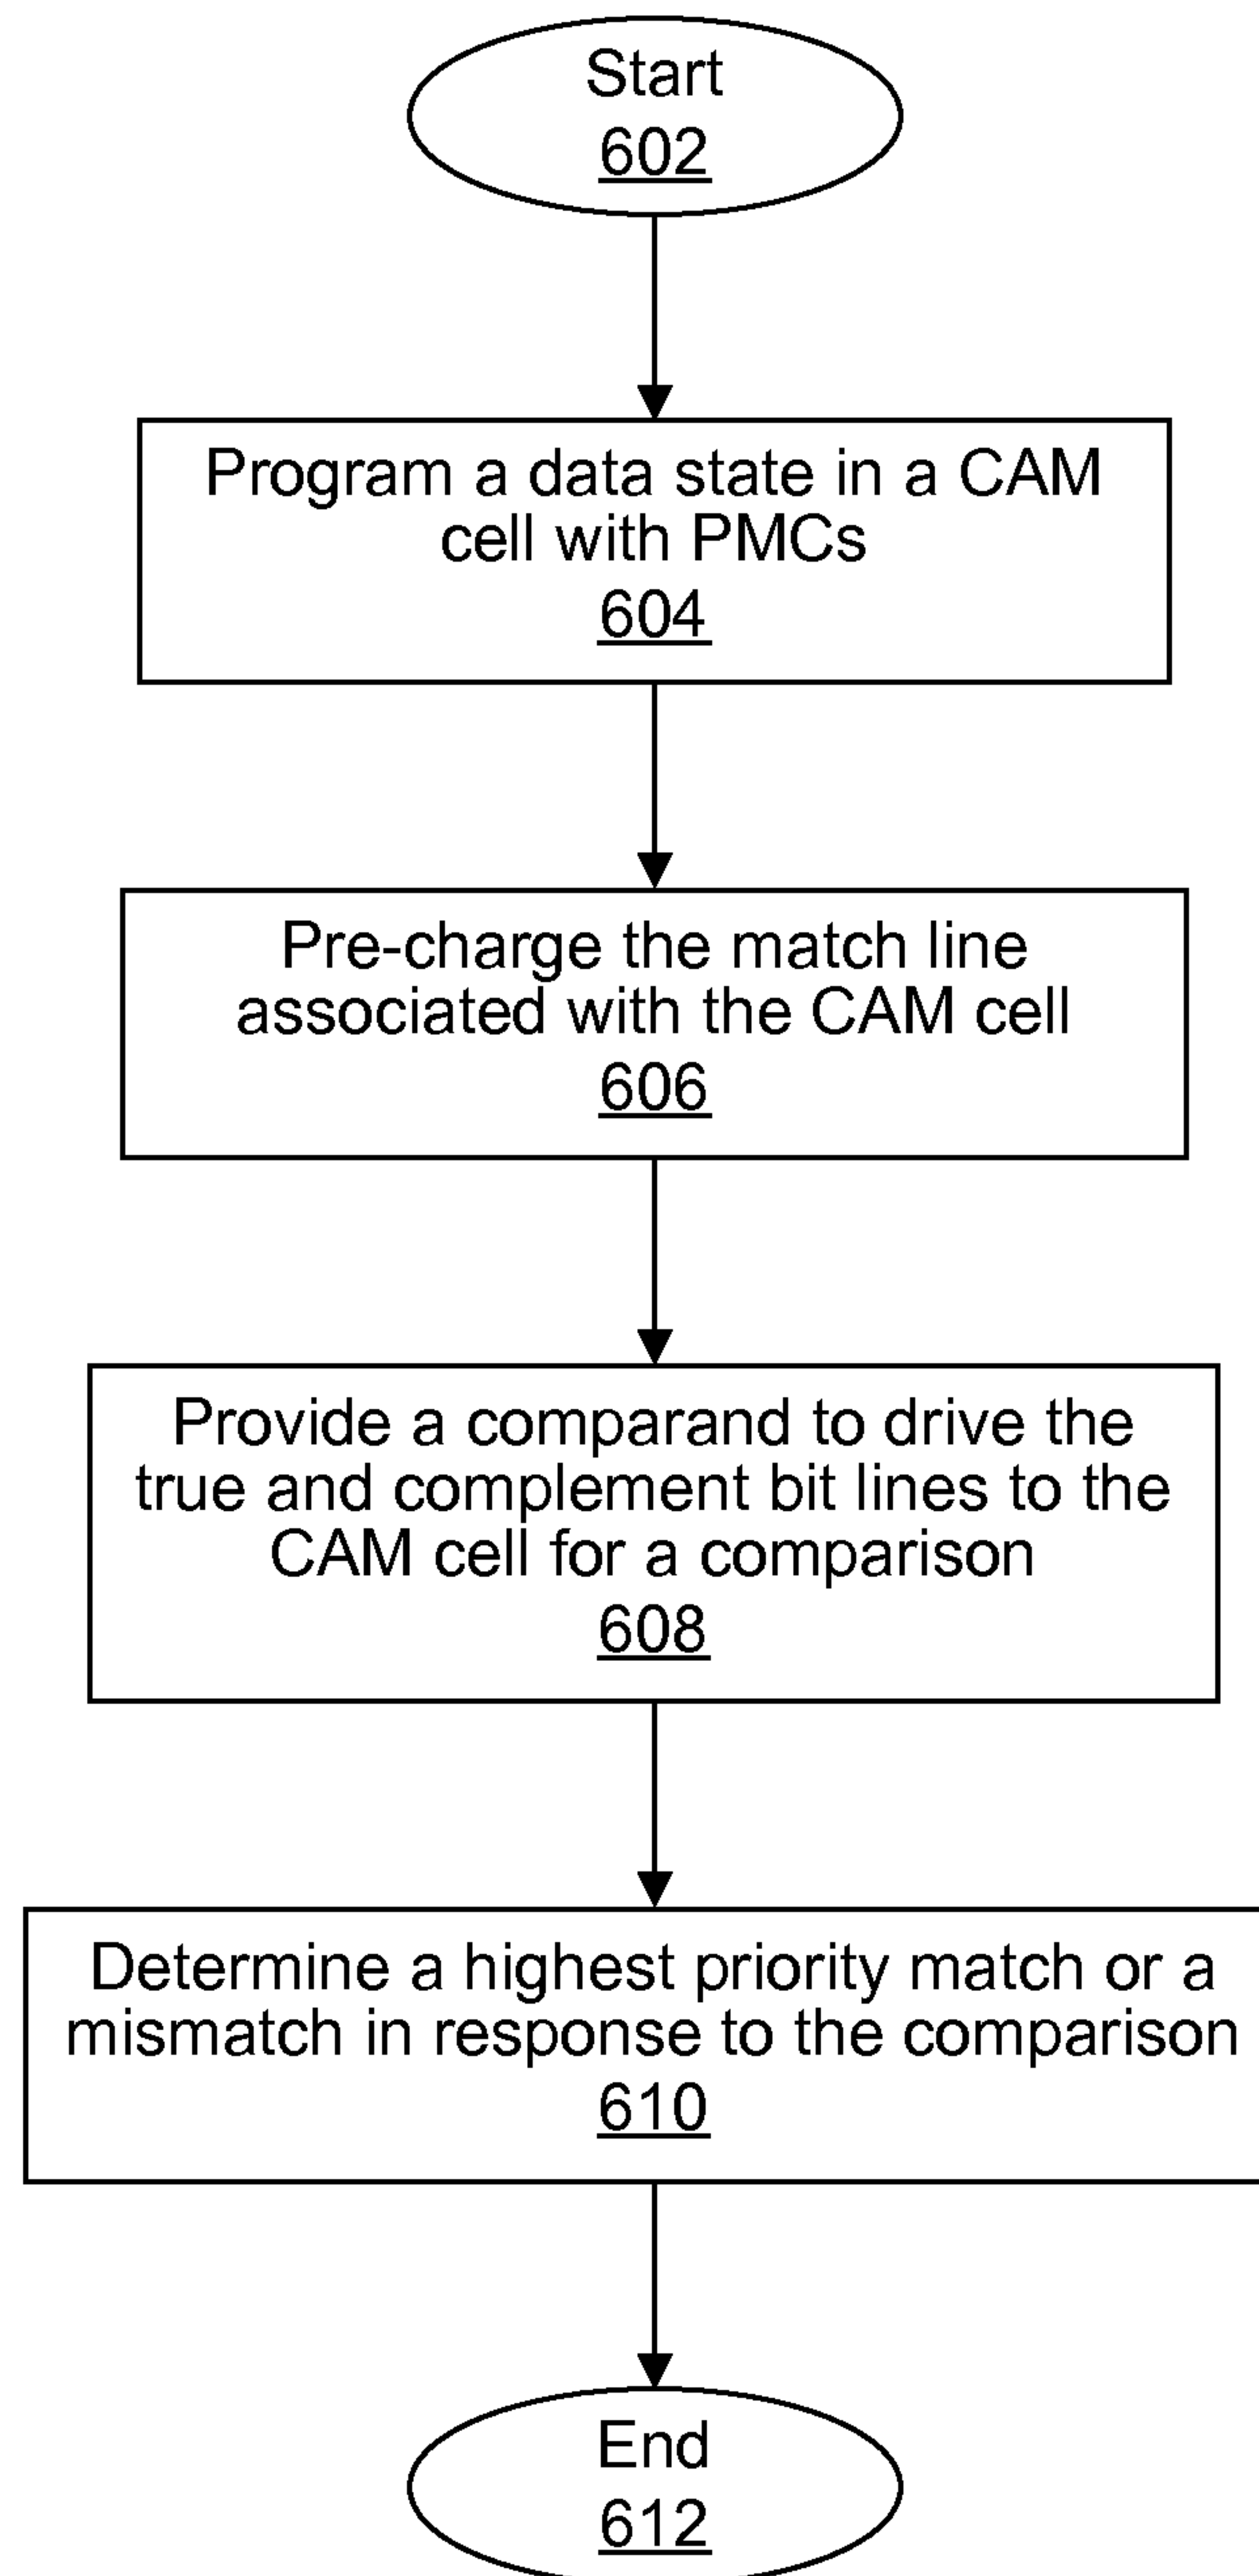 Start
602
Program a data state in a CAM
cell with PMCs
604
Pre-charge the match line
associated with the CAM cell
606
Provide a comparand to drive the
true and complement bit lines to the
CAM cell for a comparison
608
Determine a highest priority match or a
mismatch in response to the comparison
610
End
612